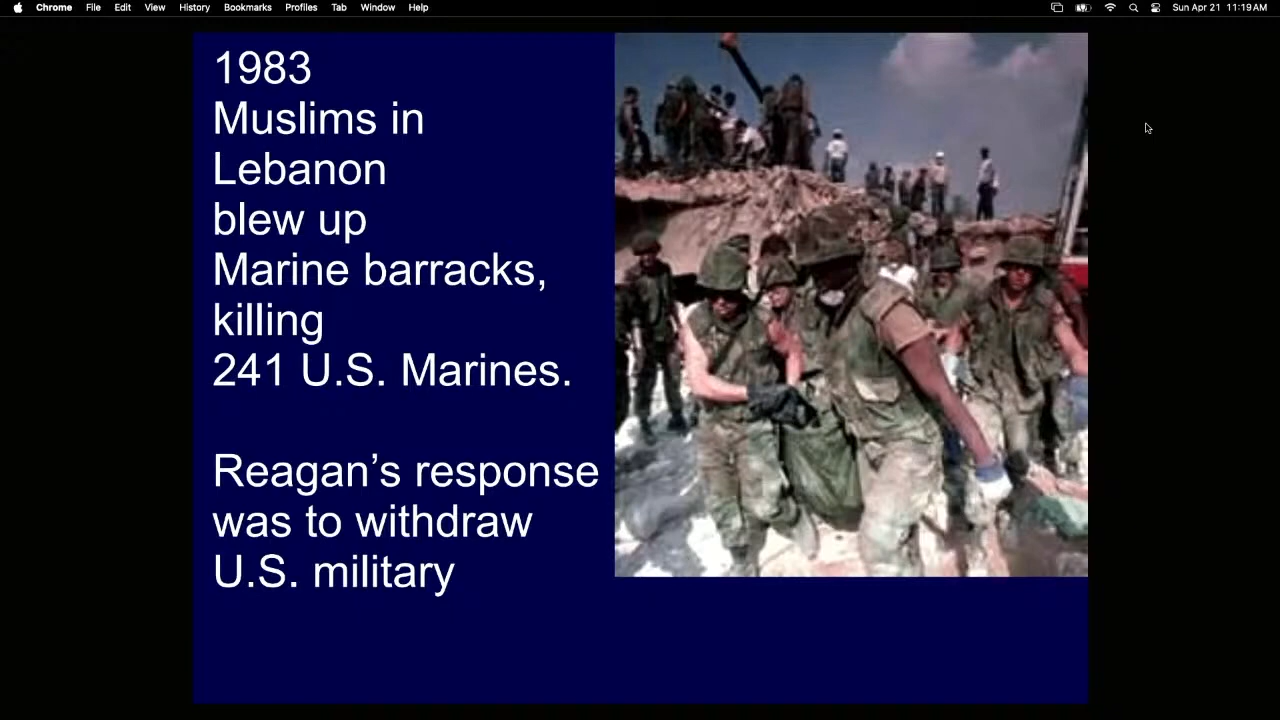 Chrome File Edit View History Bookmarks Profiles Tab Window Help Sun Apr 21 11:19 AM
1983
Muslims in
Lebanon
blew up
Marine barracks,
killing
241 U.S. Marines.
Reagan’s response
was to withdraw
U.S. military